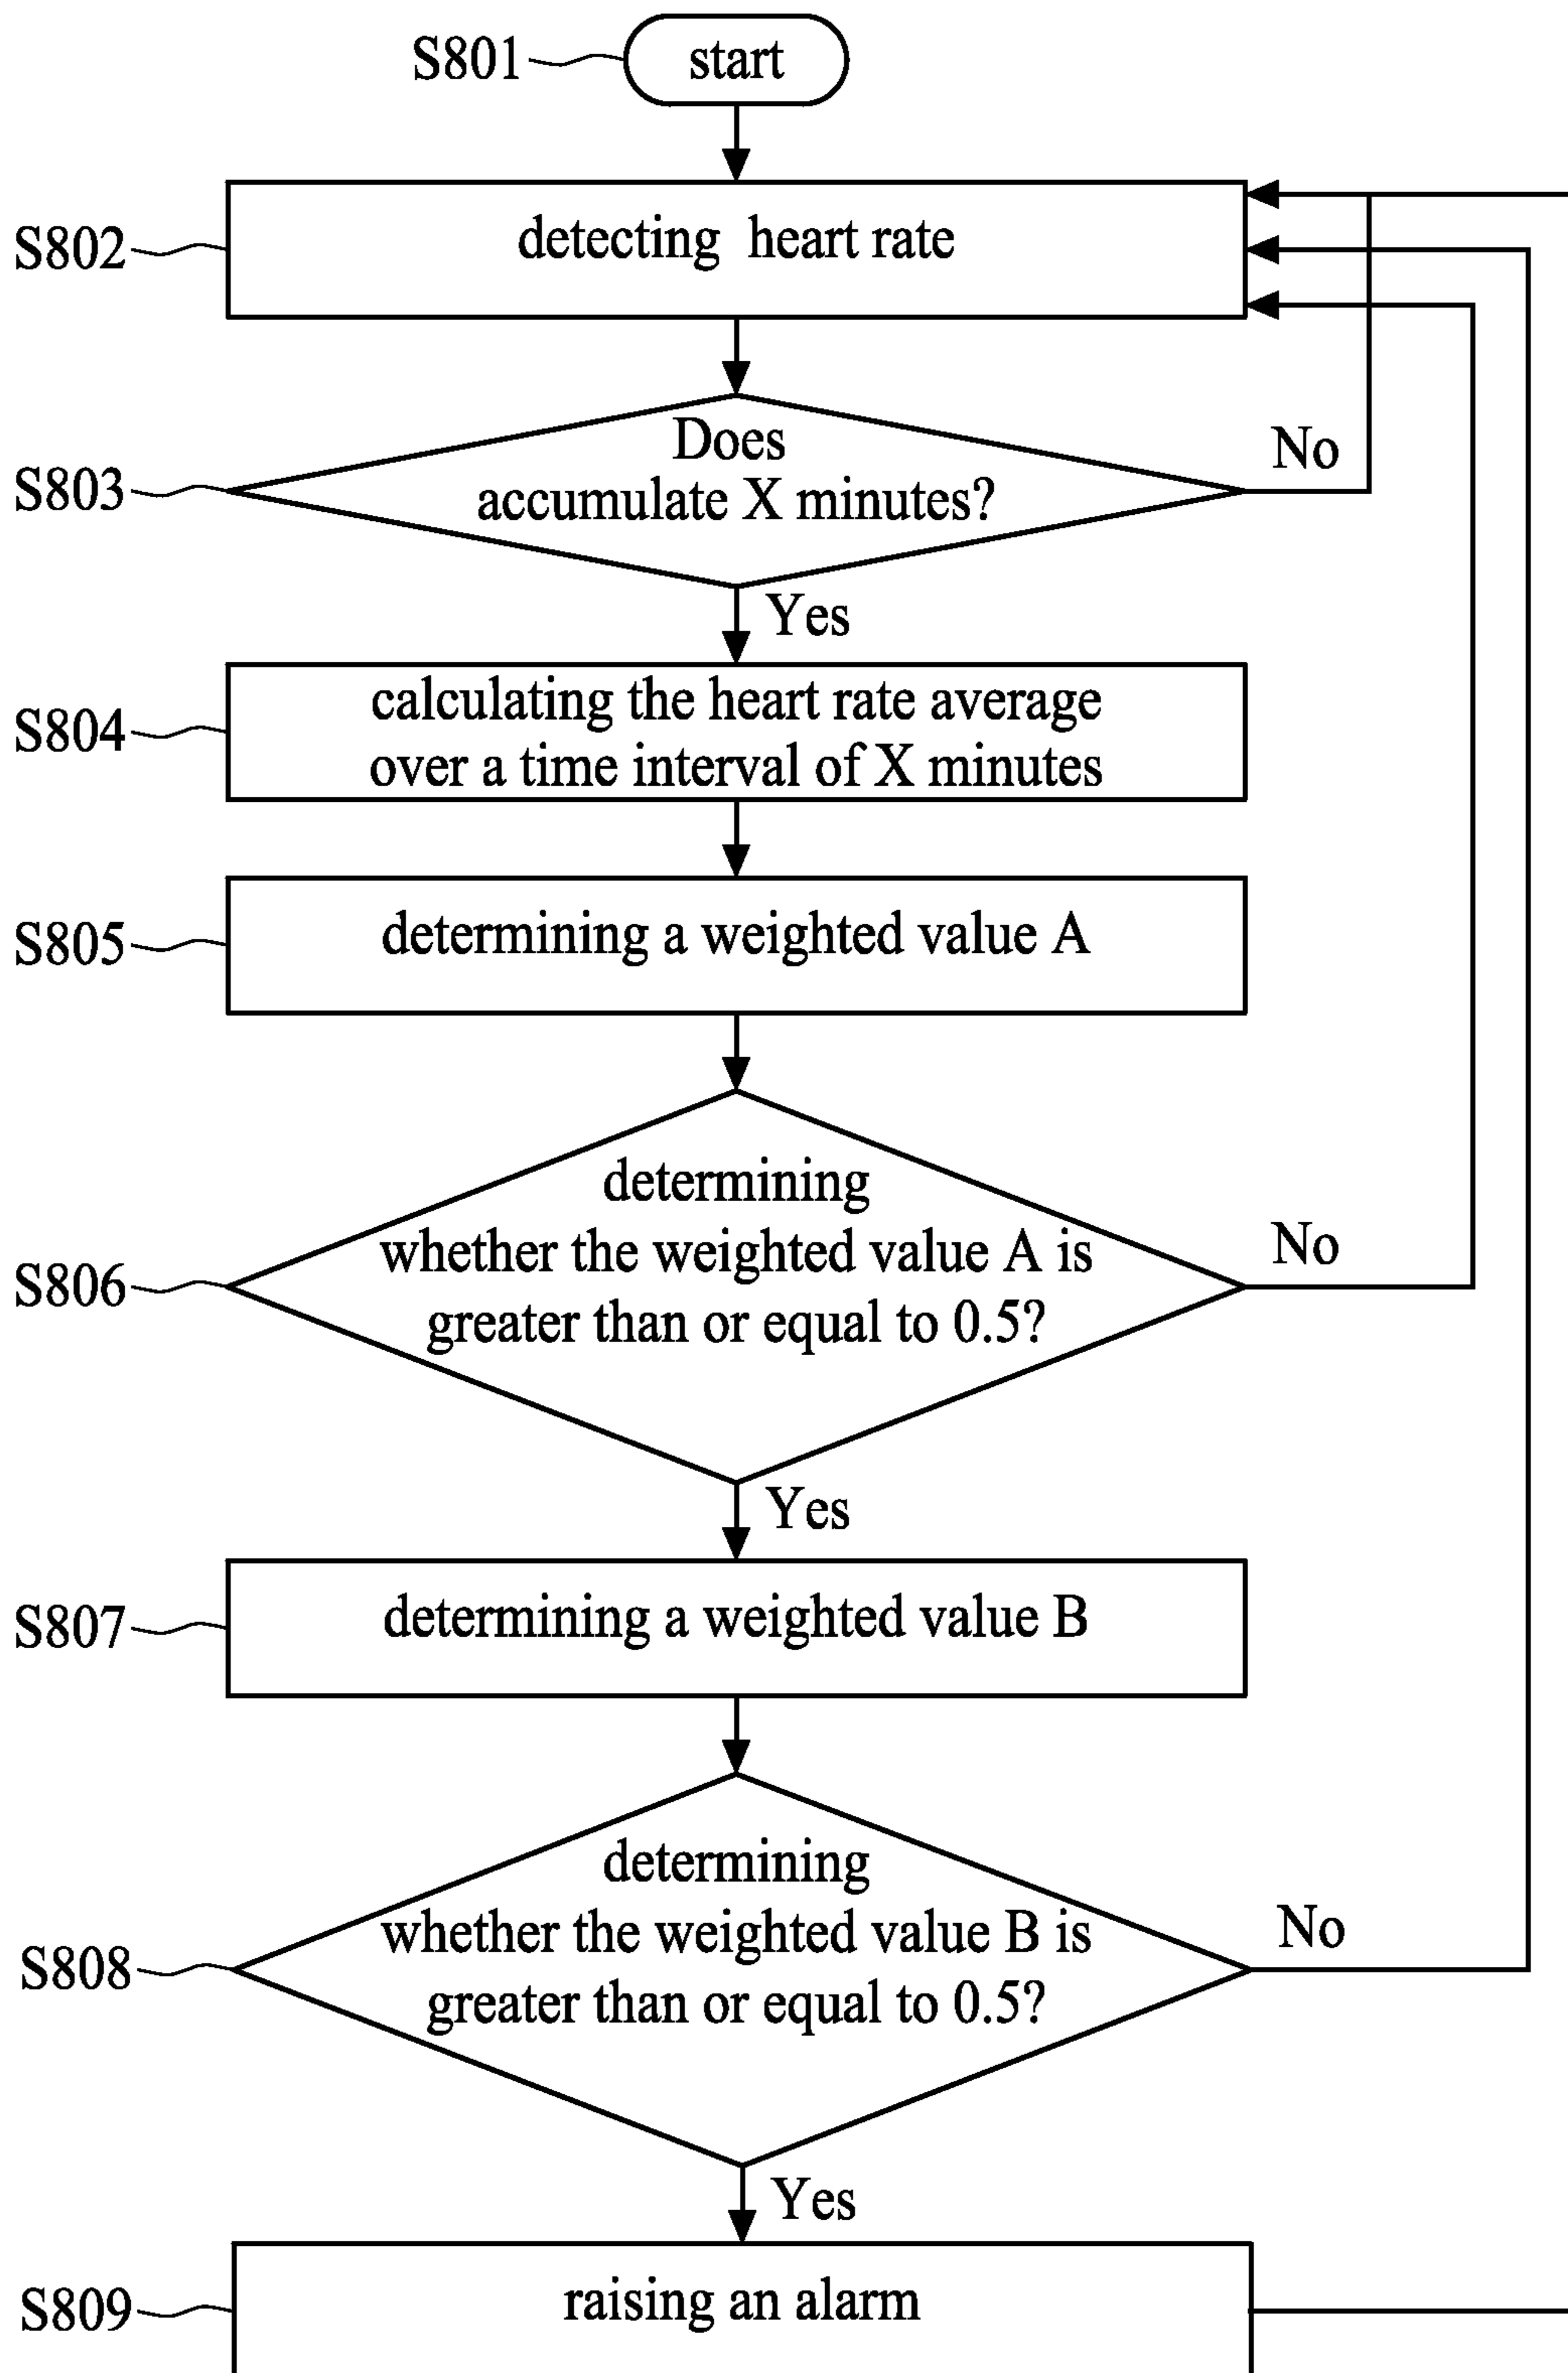 S801
start
S802
detecting heart rate
S803
Does
accumulate X minutes?
No
Yes
S804
calculating the heart rate average
over a time interval of X minutes
S805
determining a weighted value A
S806
determining
whether the weighted value A is
greater than or equal to 0.5?
No
Yes
S807
determining a weighted value B
S808
determining
whether the weighted value B is
greater than or equal to 0.5?
No
Yes
S809
raising an alarm